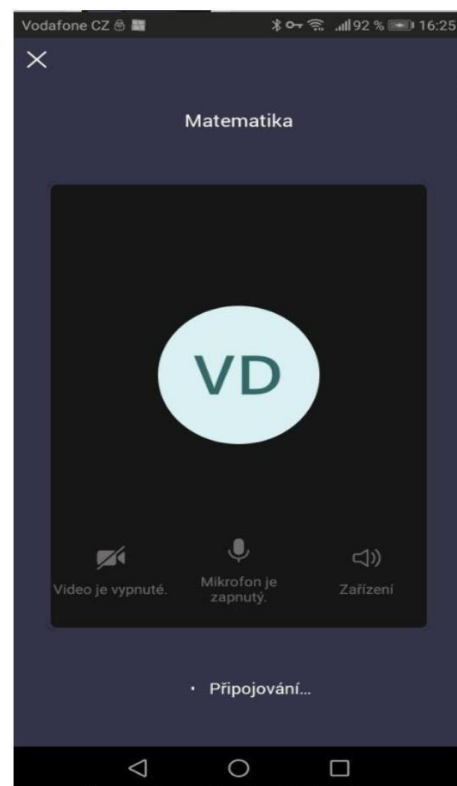 Vodafone CZ 92 % 16:25
Matematika
VD
Video je vypnuté.
Mikrofon je
zapnutý.
Zařízení
Připojování...